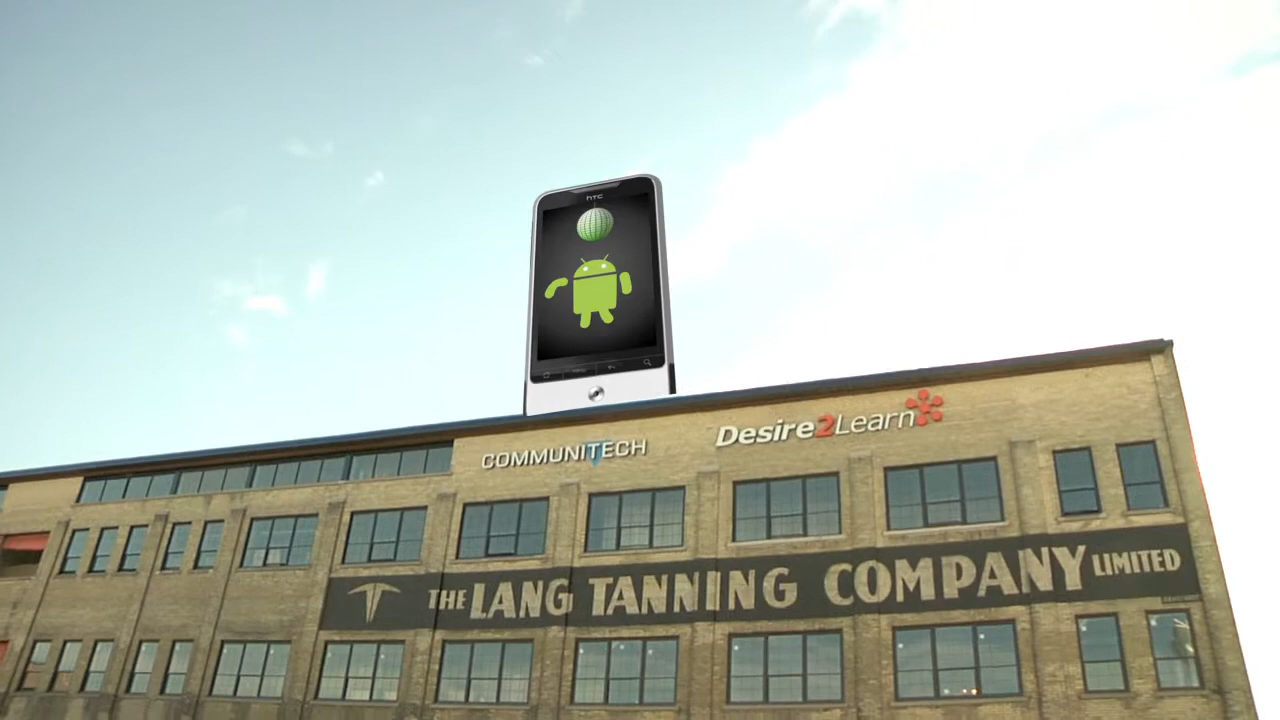 hTC
COMMUNITECH
Desire2Learn
THE LANG TANNING COMPANY LIMITED